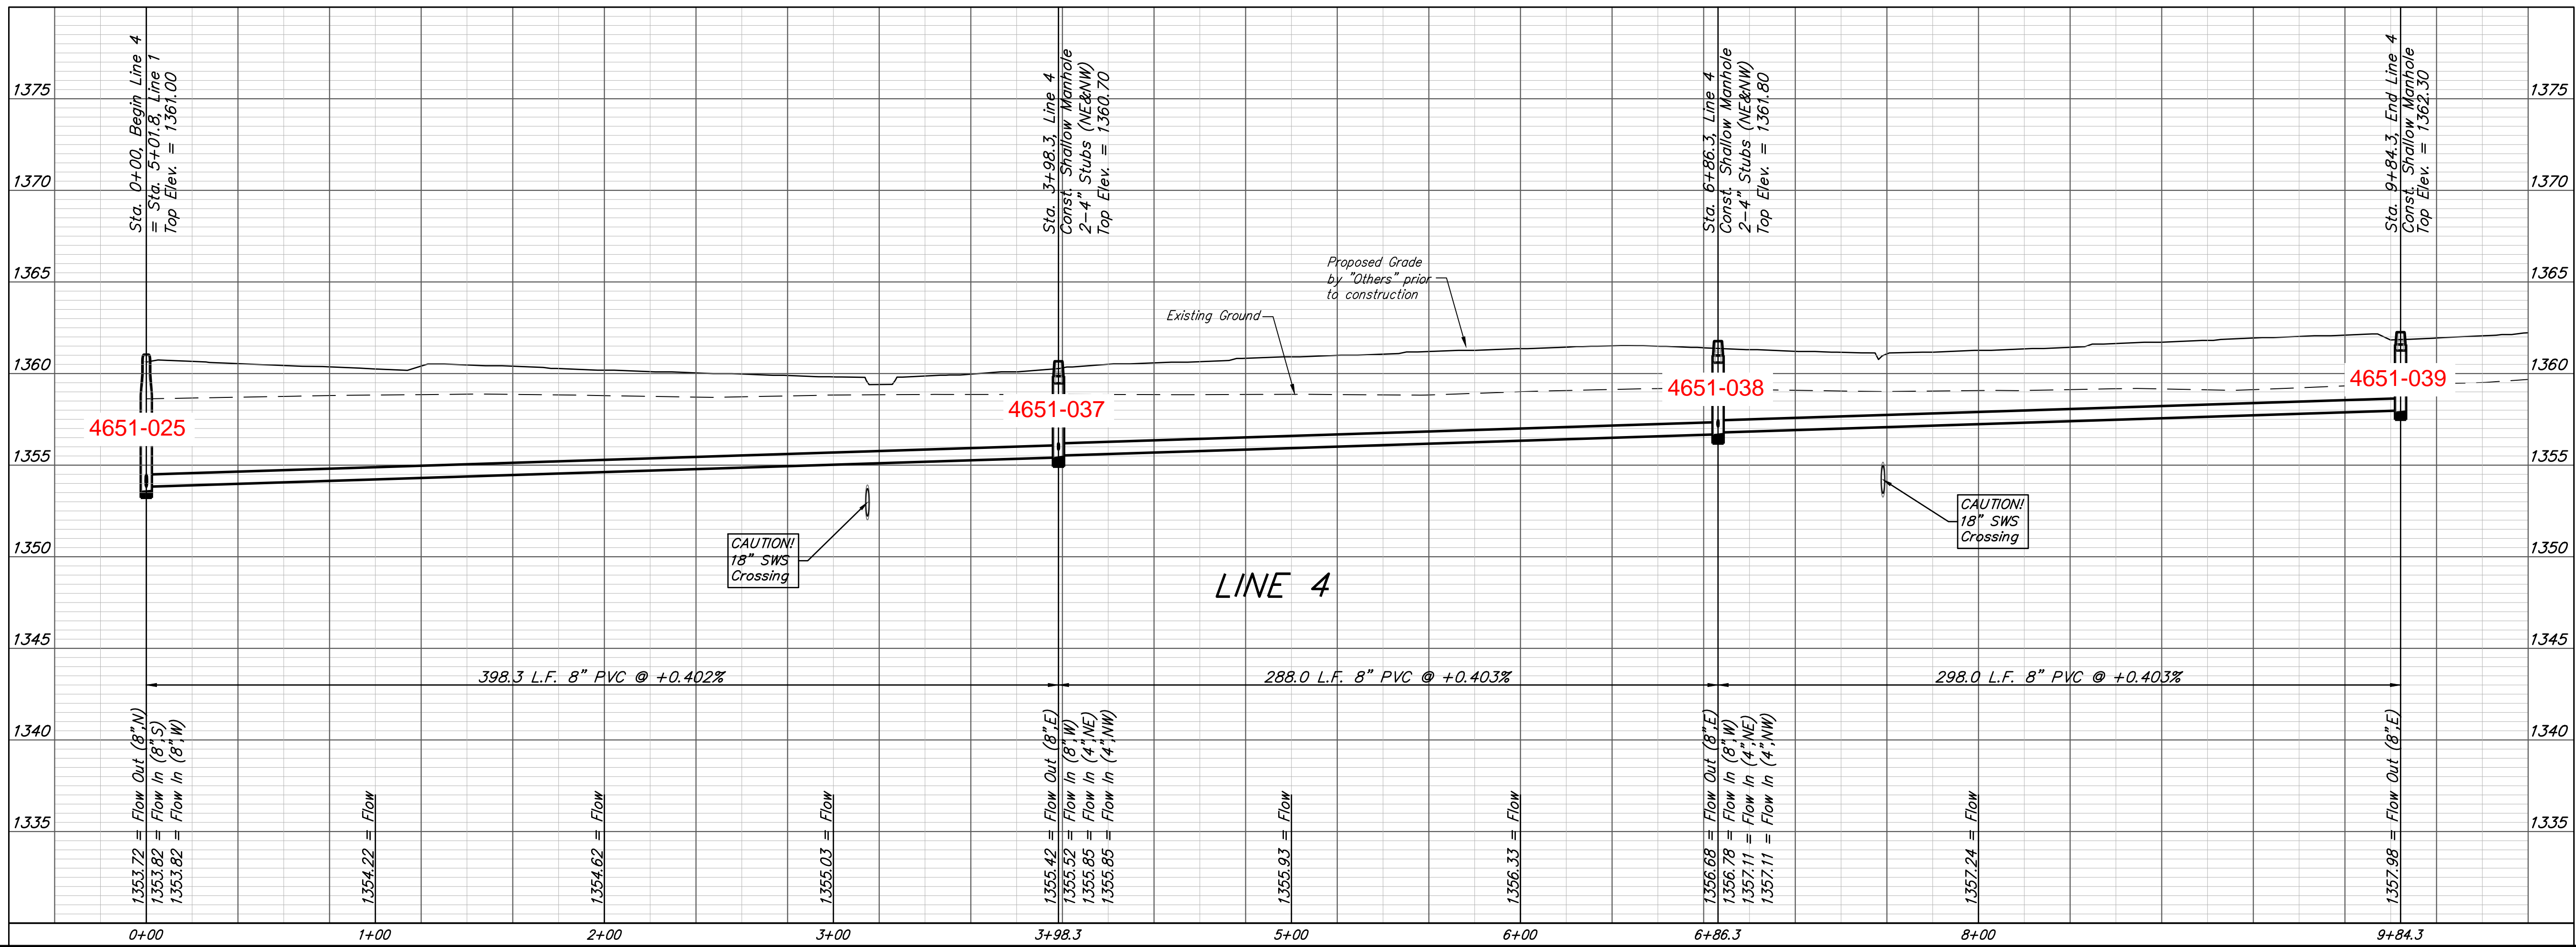 Sta. 0+00, Begin Line 4
= Sta. 5+01.8, Line 1
Top Elev. = 1361.00
Sta. 3+98.3, Line 4
Const. Shallow Manhole
2-4" Stubs (NE&NW)
Top Elev. = 1360.70
Sta. 6+86.3, Line 4
Const. Shallow Manhole
2-4" Stubs (NE&NW)
Top Elev. = 1361.80
Sta. 9+84.3, End Line 4
Const. Shallow Manhole
Top Elev. = 1362.30
1375
1375
1370
1370
1365
1365
Proposed Grade
by "Others" prior
to construction
Existing Ground
1360
1360
4651-025
4651-037
4651-038
4651-039
1355
1355
CAUTION!
18" SWS
Crossing
CAUTION!
18" SWS
Crossing
1350
1350
LINE 4
1345
1345
398.3 L.F. 8" PVC @ +0.402%
288.0 L.F. 8" PVC @ +0.403%
298.0 L.F. 8" PVC @ +0.403%
1340
1340
1335
1335
1353.72 = Flow Out (8",N)
1353.82 = Flow In (8",S)
1353.82 = Flow In (8",W)
1354.22 = Flow
1354.62 = Flow
1355.03 = Flow
1355.42 = Flow Out (8",E)
1355.52 = Flow In (8",W)
1355.85 = Flow In (4",NE)
1355.85 = Flow In (4",NW)
1355.93 = Flow
1356.33 = Flow
1356.68 = Flow Out (8",E)
1356.78 = Flow In (8",W)
1357.11 = Flow In (4",NE)
1357.11 = Flow In (4",NW)
1357.24 = Flow
1357.98 = Flow Out (8",E)
0+00
1+00
2+00
3+00
3+98.3
5+00
6+00
6+86.3
8+00
9+84.3